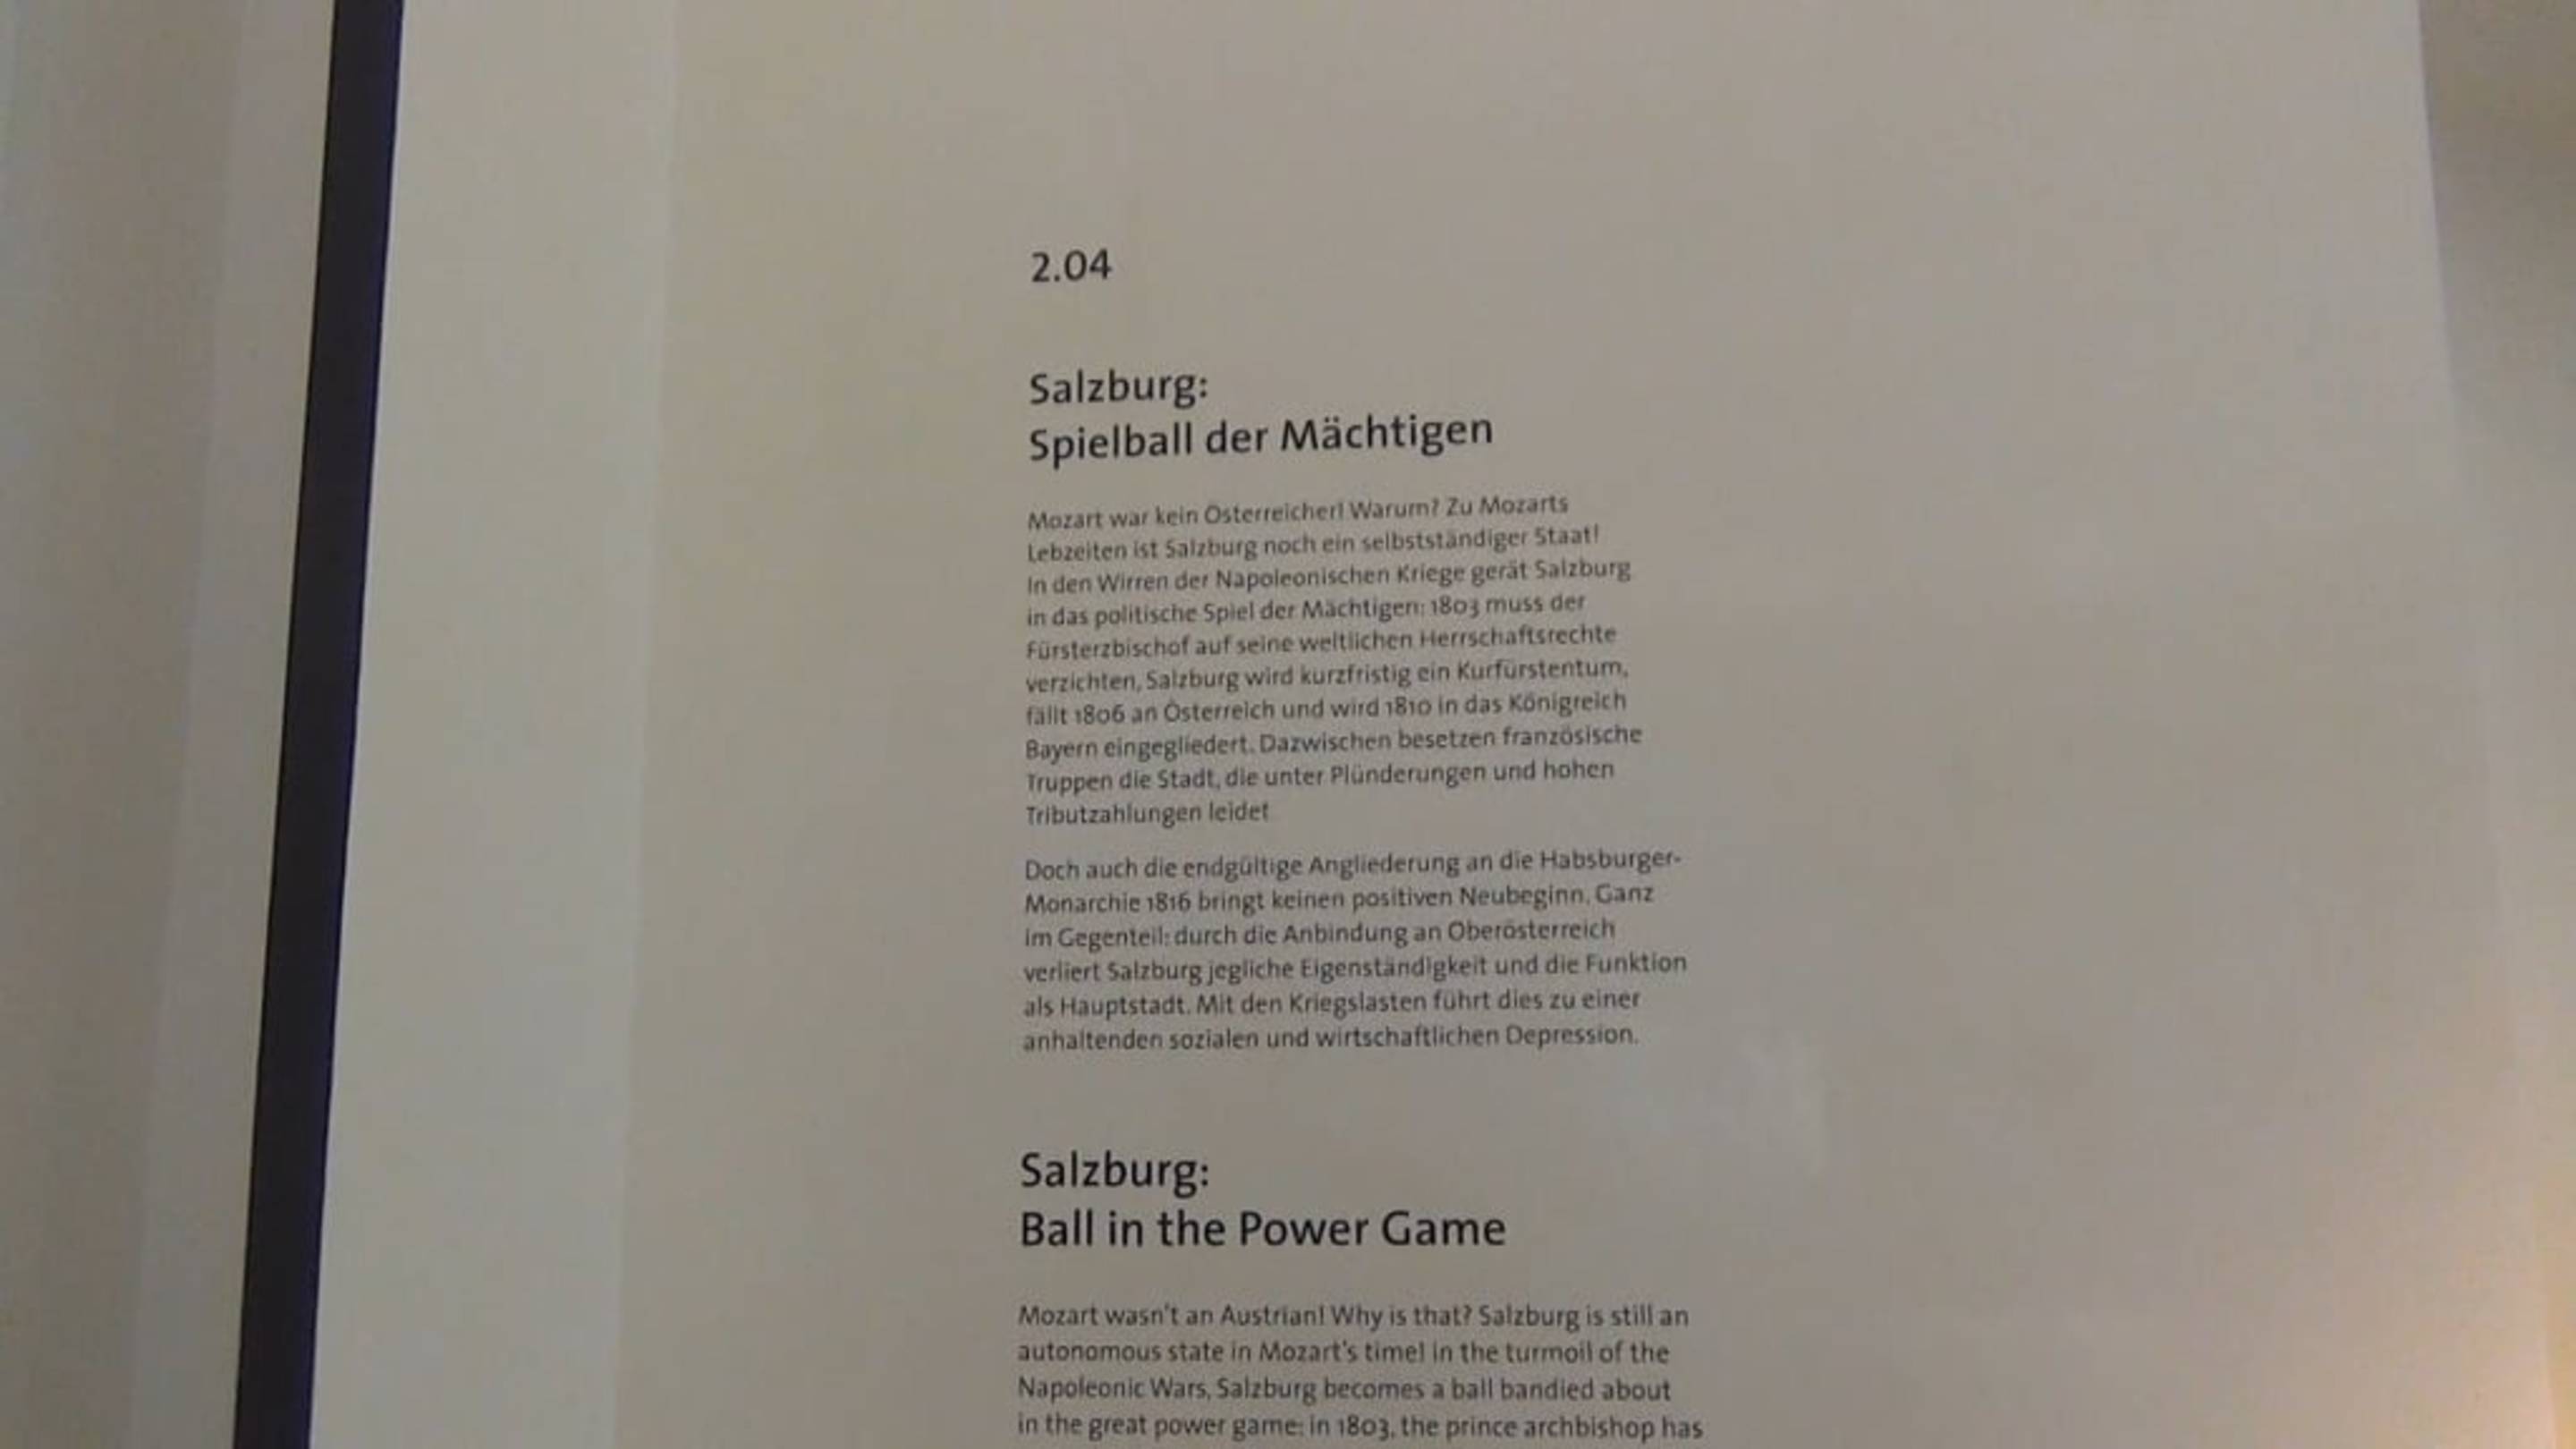 2.04
Salzburg:
Spielball der Mächtigen
Mozart war kein Österreicher! Warum? Zu Mozarts
Lebzeiten ist Salzburg noch ein selbstständiger Staat!
In den Wirren der Napoleonischen Kriege gerät Salzburg
in das politische Spiel der Mächtigen: 1803 muss der
Fürsterzbischof auf seine weltlichen Herrschaftsrechte
verzichten, Salzburg wird kurzfristig ein Kurfürstentum,
fällt 1806 an Österreich und wird 1810 in das Königreich
Bayern eingegliedert. Dazwischen besetzen französische
Truppen die Stadt, die unter Plünderungen und hohen
Tributzahlungen leidet
Doch auch die endgültige Angliederung an die Habsburger-
Monarchie 1816 bringt keinen positiven Neubeginn. Ganz
im Gegenteil: durch die Anbindung an Oberösterreich
verliert Salzburg jegliche Eigenständigkeit und die Funktion
als Hauptstadt. Mit den Kriegslasten führt dies zu einer
anhaltenden sozialen und wirtschaftlichen Depression.
Salzburg:
Ball in the Power Game
Mozart wasn't an Austrian! Why is that? Salzburg is still an
autonomous state in Mozart's time! In the turmoil of the
Napoleonic Wars, Salzburg becomes a ball bandied about
in the great power game: in 1803, the prince archbishop has